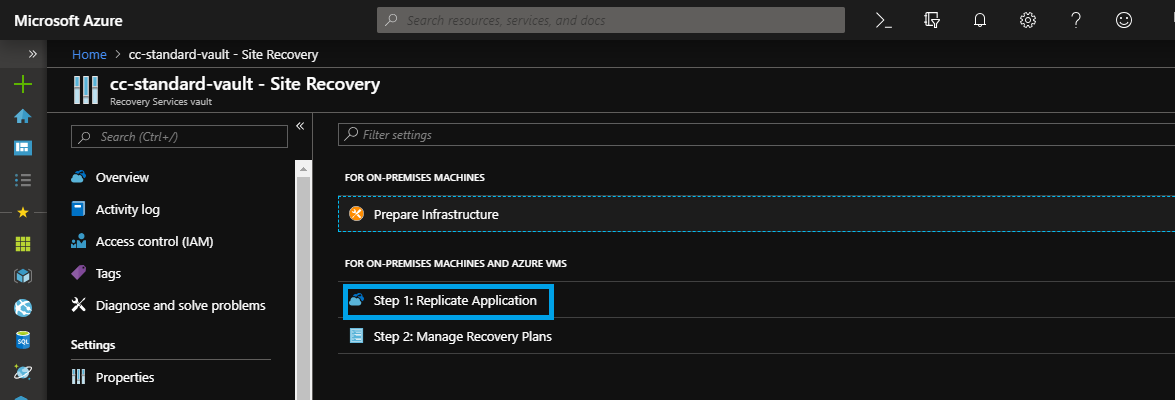 Microsoft Azure
Search resources, services, and docs
»
Home > cc-standard-vault - Site Recovery
cc-standard-vault - Site Recovery
Recovery Services vault
Search (Ctrl+/)
«
Overview
Activity log
Access control (IAM)
Tags
Diagnose and solve problems
Settings
Properties
SQL
Filter settings
FOR ON-PREMISES MACHINES
Prepare Infrastructure
FOR ON-PREMISES MACHINES AND AZURE VMS
Step 1: Replicate Application
Step 2: Manage Recovery Plans